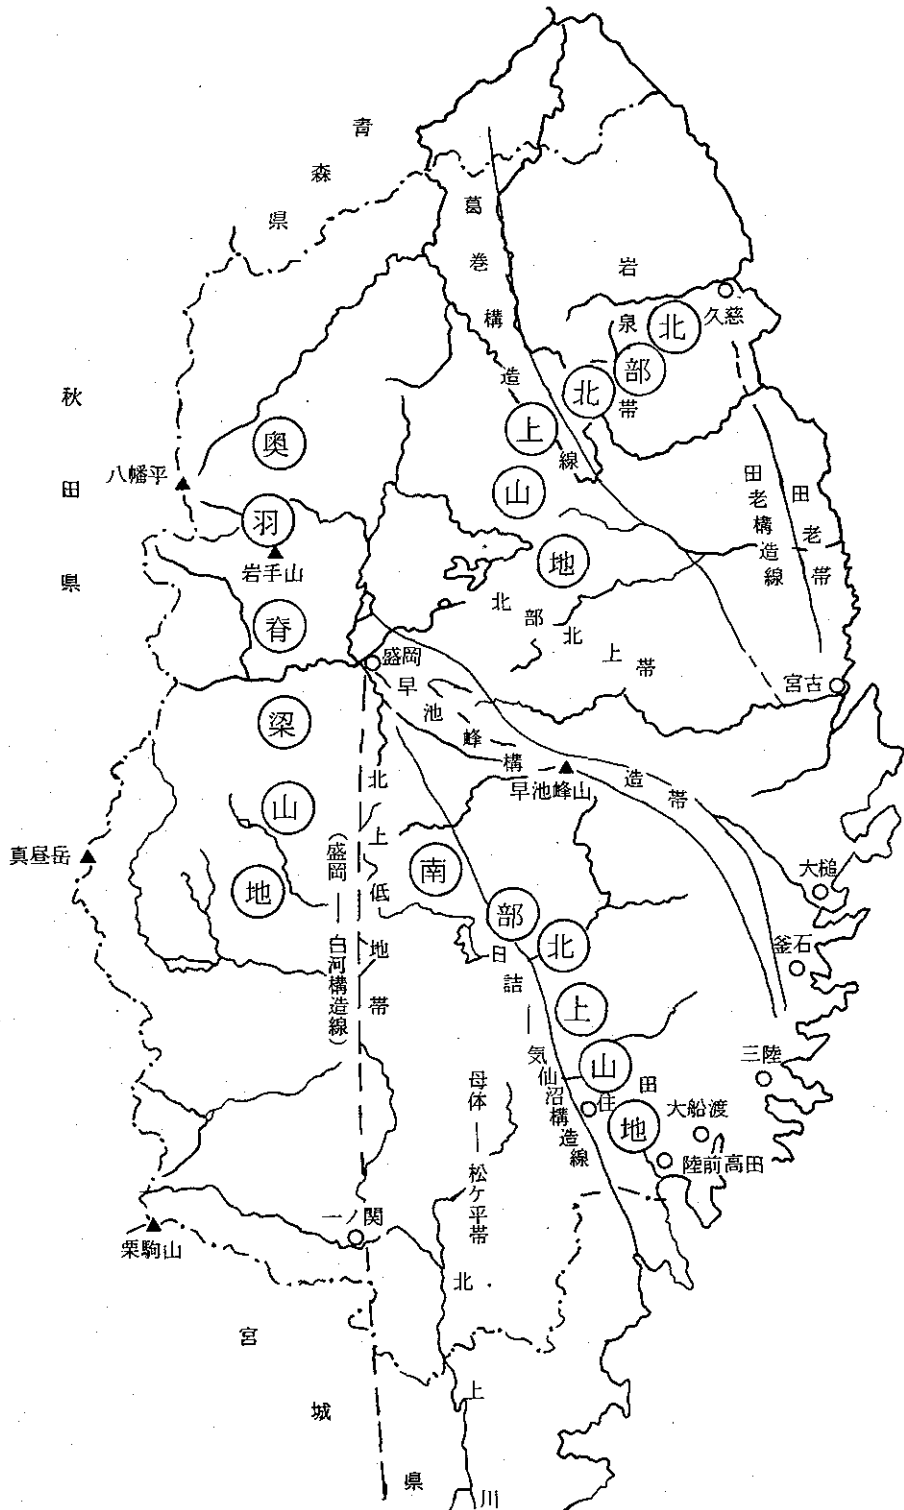 青森県
秋田県
宮城県
葛巻構造線
岩泉帯
北部北上山地
久慈
田老構造線
田老帯
奥羽脊梁山地
八幡平
岩手山
北部北上帯
盛岡
宮古
早池峰構造帯
早池峰山
真昼岳
北上低地帯
(盛岡―白河構造線)
南部北上山地
大槌
釜石
日詰―気仙沼構造線
三陸
住田
大船渡
陸前高田
母体―松ケ平帯
一ノ関
栗駒山
北上川